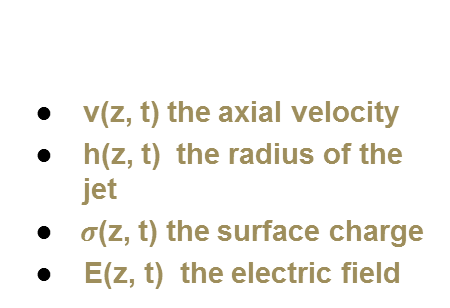 ● v(z, t) the axial velocity
● h(z, t) the radius of the
jet
● σ(z, t) the surface charge
● E(z, t) the electric field